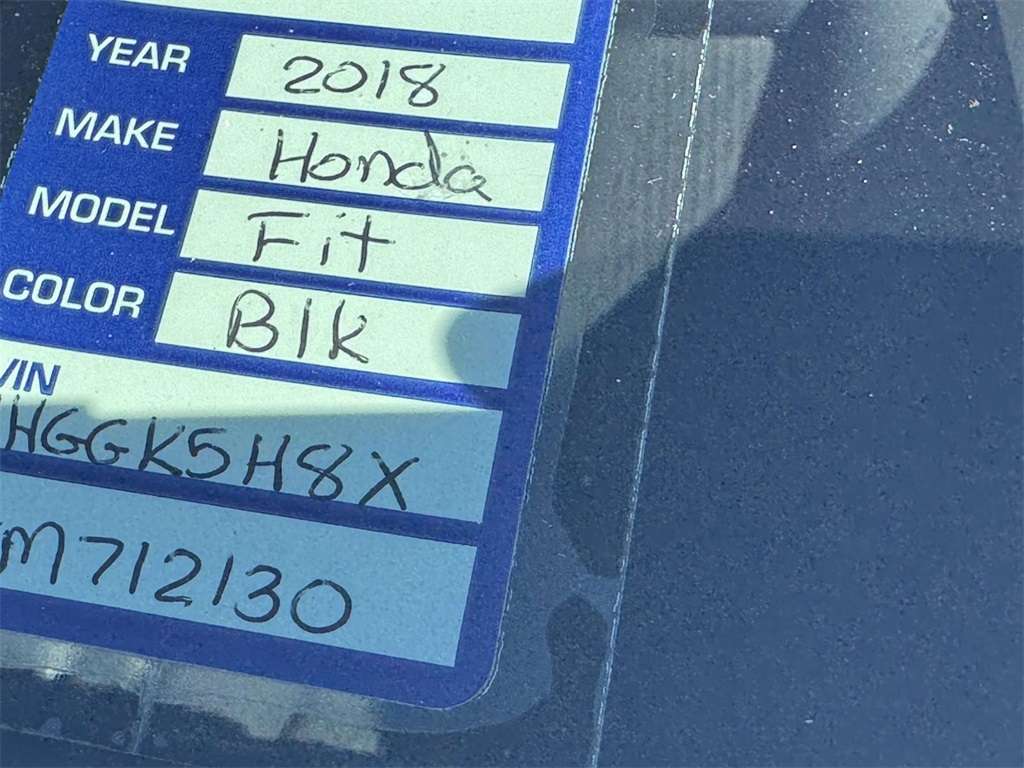 YEAR 2018
MAKE Honda
MODEL Fit
COLOR Blk
VIN
HGGK5H8X
M712130